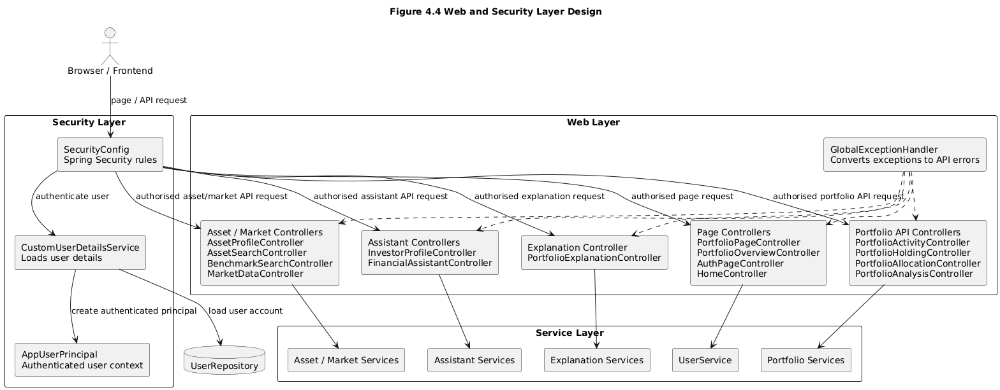 Figure 4.4 Web and Security Layer Design
Browser / Frontend
page / API request
Security Layer
Web Layer
SecurityConfig
Spring Security rules
GlobalExceptionHandler
Converts exceptions to API errors
authenticate user
authorised asset/market API request
authorised assistant API request
authorised explanation request
authorised page request
authorised portfolio API request
CustomUserDetailsService
Loads user details
Asset / Market Controllers
AssetProfileController
AssetSearchController
BenchmarkSearchController
MarketDataController
Assistant Controllers
InvestorProfileController
FinancialAssistantController
Explanation Controller
PortfolioExplanationController
Page Controllers
PortfolioPageController
PortfolioOverviewController
AuthPageController
HomeController
Portfolio API Controllers
PortfolioActivityController
PortfolioHoldingController
PortfolioAllocationController
PortfolioAnalysisController
create authenticated principal
load user account
Service Layer
AppUserPrincipal
Authenticated user context
UserRepository
Asset / Market Services
Assistant Services
Explanation Services
UserService
Portfolio Services